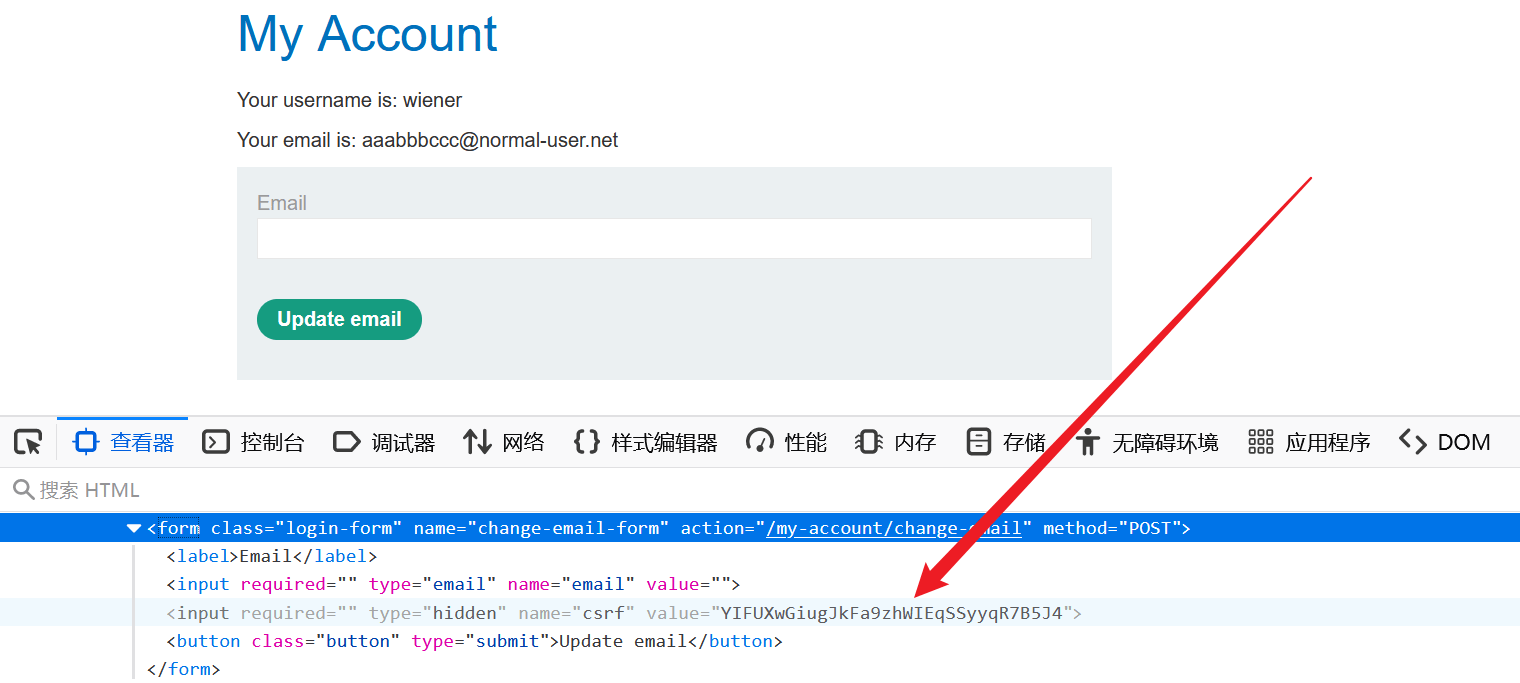 My Account
Your username is: wiener
Your email is: aaabbbccc@normal-user.net
Email
Update email
查看器 控制台 调试器 网络 样式编辑器 性能 内存 存储 无障碍环境 应用程序 DOM
搜索 HTML
<form class="login-form" name="change-email-form" action="/my-account/change-email" method="POST">
<label>Email</label>
<input required="" type="email" name="email" value="">
<input required="" type="hidden" name="csrf" value="YIFUXwGiugJkFa9zhWIEqSSyyqR7B5J4">
<button class="button" type="submit">Update email</button>
</form>